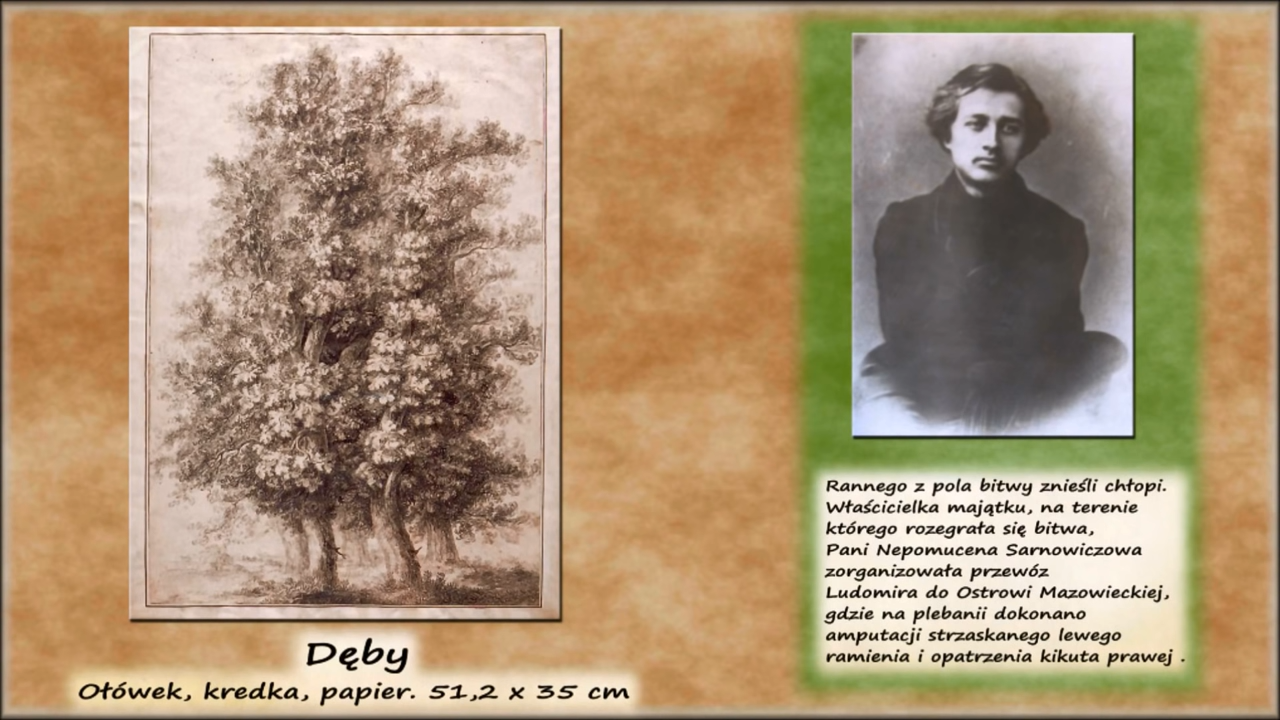 Dęby
Ołówek, kredka, papier. 51,2 x 35 cm
Rannego z pola bitwy znieśli chłopi.
Właścicielka majątku, na terenie
którego rozegrała się bitwa,
Pani Nepomucena Sarnowiczowa
zorganizowała przewóz
Ludomira do Ostrowi Mazowieckiej,
gdzie na plebanii dokonano
amputacji strzaskanego lewego
ramienia i opatrzenia kikuta prawej .